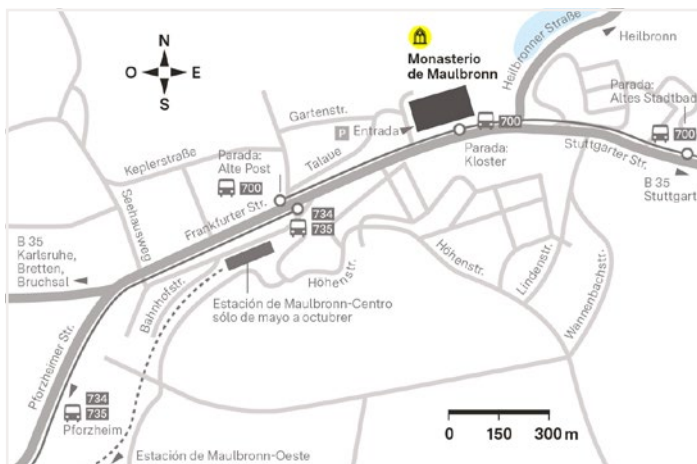 N
O
E
S
Monasterio
de Maulbronn
Heilbronner Straße
Heilbronn
Parada:
Altes Stadtbad
700
Gartenstr.
P
Entrada
700
Talaue
Parada:
Kloster
Stuttgarter Str.
B 35
Stuttgart
Keplerstraße
Parada:
Alte Post
700
Seehausweg
Frankfurter Str.
734
735
B 35
Karlsruhe,
Bretten,
Bruchsal
Bahnhofstr.
Höhenstr.
Höhenstr.
Lindenstr.
Wannenbachstr.
Estación de Maulbronn-Centro
sólo de mayo a octubrer
Pforzheimer Str.
734
735
Pforzheim
Estación de Maulbronn-Oeste
0 150 300 m